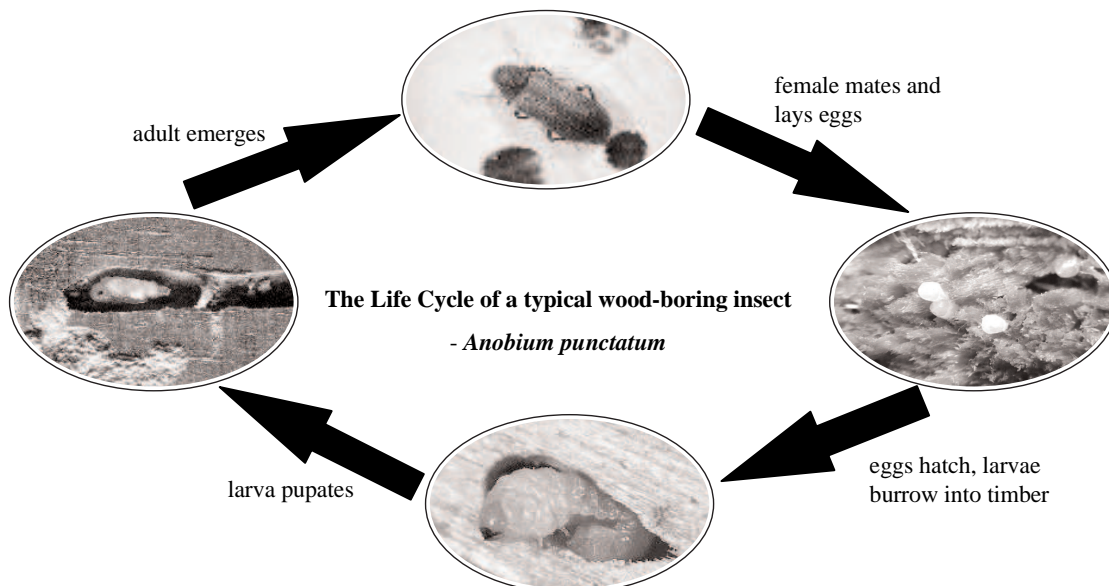 female mates and
lays eggs
adult emerges
The Life Cycle of a typical wood-boring insect
- Anobium punctatum
eggs hatch, larvae
burrow into timber
larva pupates